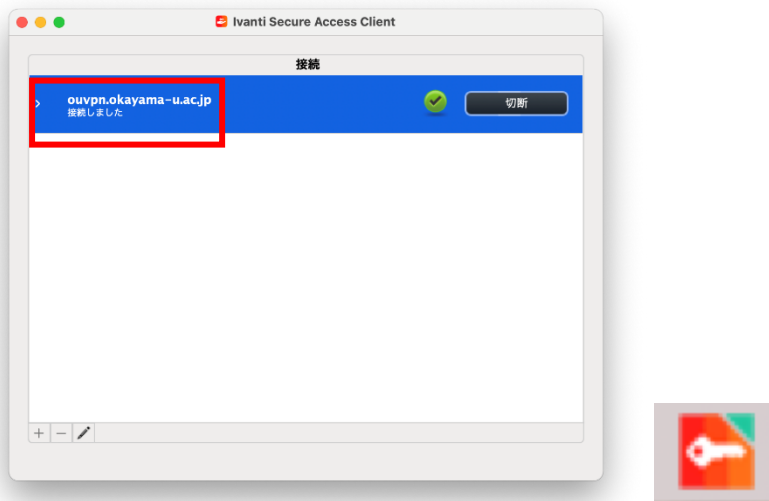 Ivanti Secure Access Client
接続
ouvpn.okayama-u.ac.jp
接続しました
切断